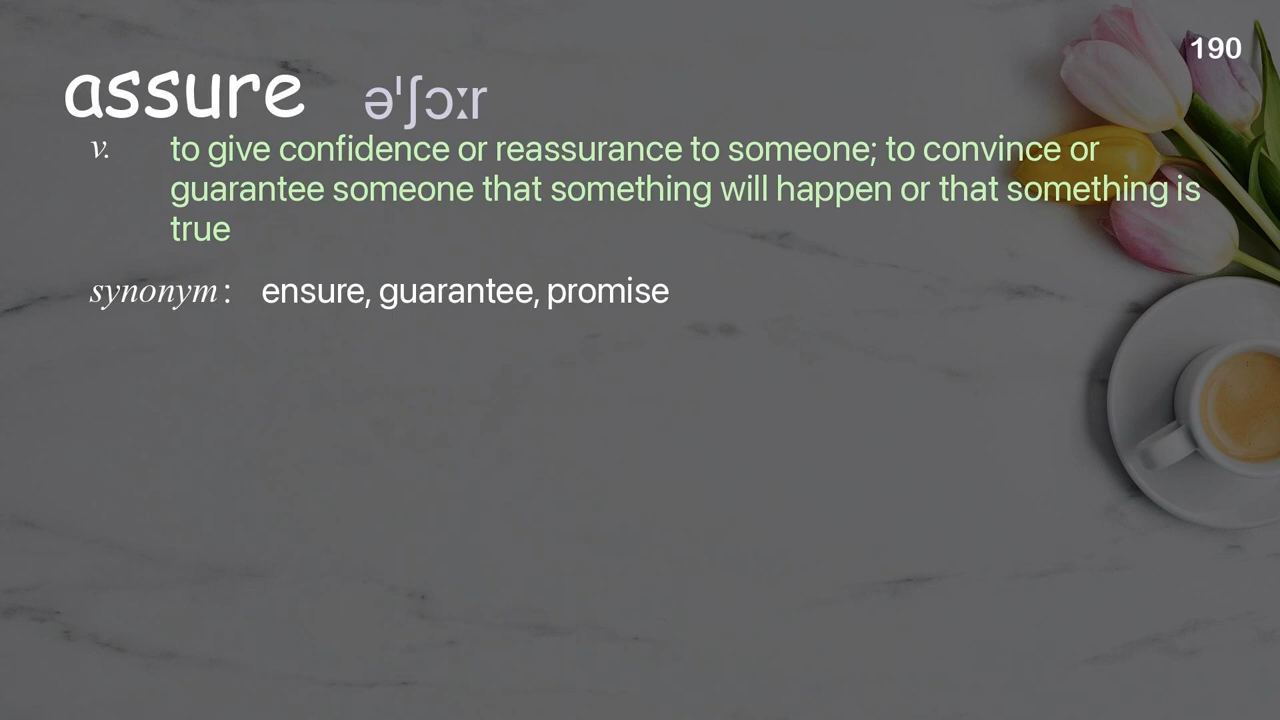 190
assure əˈʃɔːr
v. to give confidence or reassurance to someone; to convince or
guarantee someone that something will happen or that something is
true
synonym : ensure, guarantee, promise